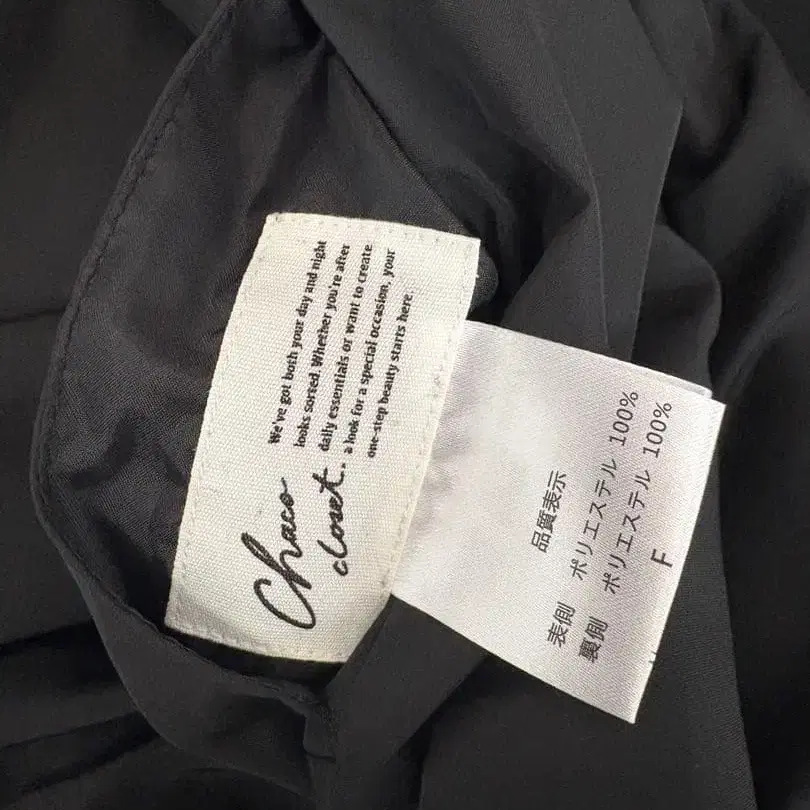 Chaco
closet..
We've got both your day and night
looks sorted. Whether you're after
daily essentials or want to create
a look for a special occasion, your
one-step beauty starts here.
品質表示
表側 ポリエステル 100%
裏側 ポリエステル 100%
F